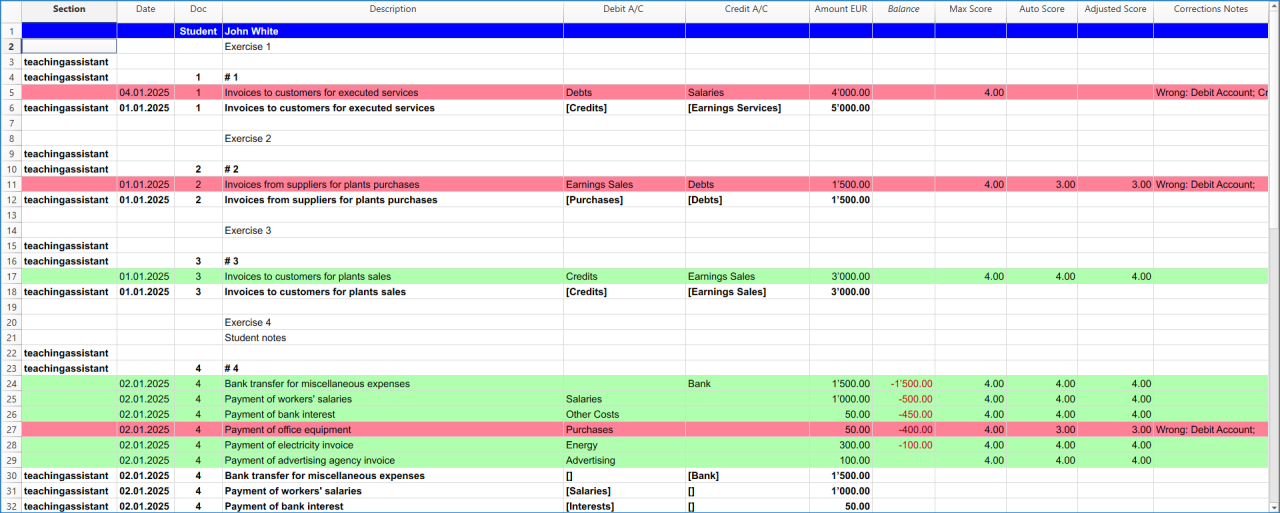 Section Date Doc Description Debit A/C Credit A/C Amount EUR Balance Max Score Auto Score Adjusted Score Corrections Notes
1 Student John White
2 Exercise 1
3 teachingassistant
4 teachingassistant 1 # 1
5 04.01.2025 1 Invoices to customers for executed services Debts Salaries 4'000.00 4.00 Wrong: Debit Account; Cr
6 teachingassistant 01.01.2025 1 Invoices to customers for executed services [Credits] [Earnings Services] 5'000.00
7
8 Exercise 2
9 teachingassistant
10 teachingassistant 2 # 2
11 01.01.2025 2 Invoices from suppliers for plants purchases Earnings Sales Debts 1'500.00 4.00 3.00 3.00 Wrong: Debit Account;
12 teachingassistant 01.01.2025 2 Invoices from suppliers for plants purchases [Purchases] [Debts] 1'500.00
13
14 Exercise 3
15 teachingassistant
16 teachingassistant 3 # 3
17 01.01.2025 3 Invoices to customers for plants sales Credits Earnings Sales 3'000.00 4.00 4.00 4.00
18 teachingassistant 01.01.2025 3 Invoices to customers for plants sales [Credits] [Earnings Sales] 3'000.00
19
20 Exercise 4
21 Student notes
22 teachingassistant
23 teachingassistant 4 # 4
24 02.01.2025 4 Bank transfer for miscellaneous expenses Bank 1'500.00 -1'500.00 4.00 4.00 4.00
25 02.01.2025 4 Payment of workers' salaries Salaries 1'000.00 -500.00 4.00 4.00 4.00
26 02.01.2025 4 Payment of bank interest Other Costs 50.00 -450.00 4.00 4.00 4.00
27 02.01.2025 4 Payment of office equipment Purchases 50.00 -400.00 4.00 3.00 3.00 Wrong: Debit Account;
28 02.01.2025 4 Payment of electricity invoice Energy 300.00 -100.00 4.00 4.00 4.00
29 02.01.2025 4 Payment of advertising agency invoice Advertising 100.00 4.00 4.00 4.00
30 teachingassistant 02.01.2025 4 Bank transfer for miscellaneous expenses [] [Bank] 1'500.00
31 teachingassistant 02.01.2025 4 Payment of workers' salaries [Salaries] [] 1'000.00
32 teachingassistant 02.01.2025 4 Payment of bank interest [Interests] [] 50.00